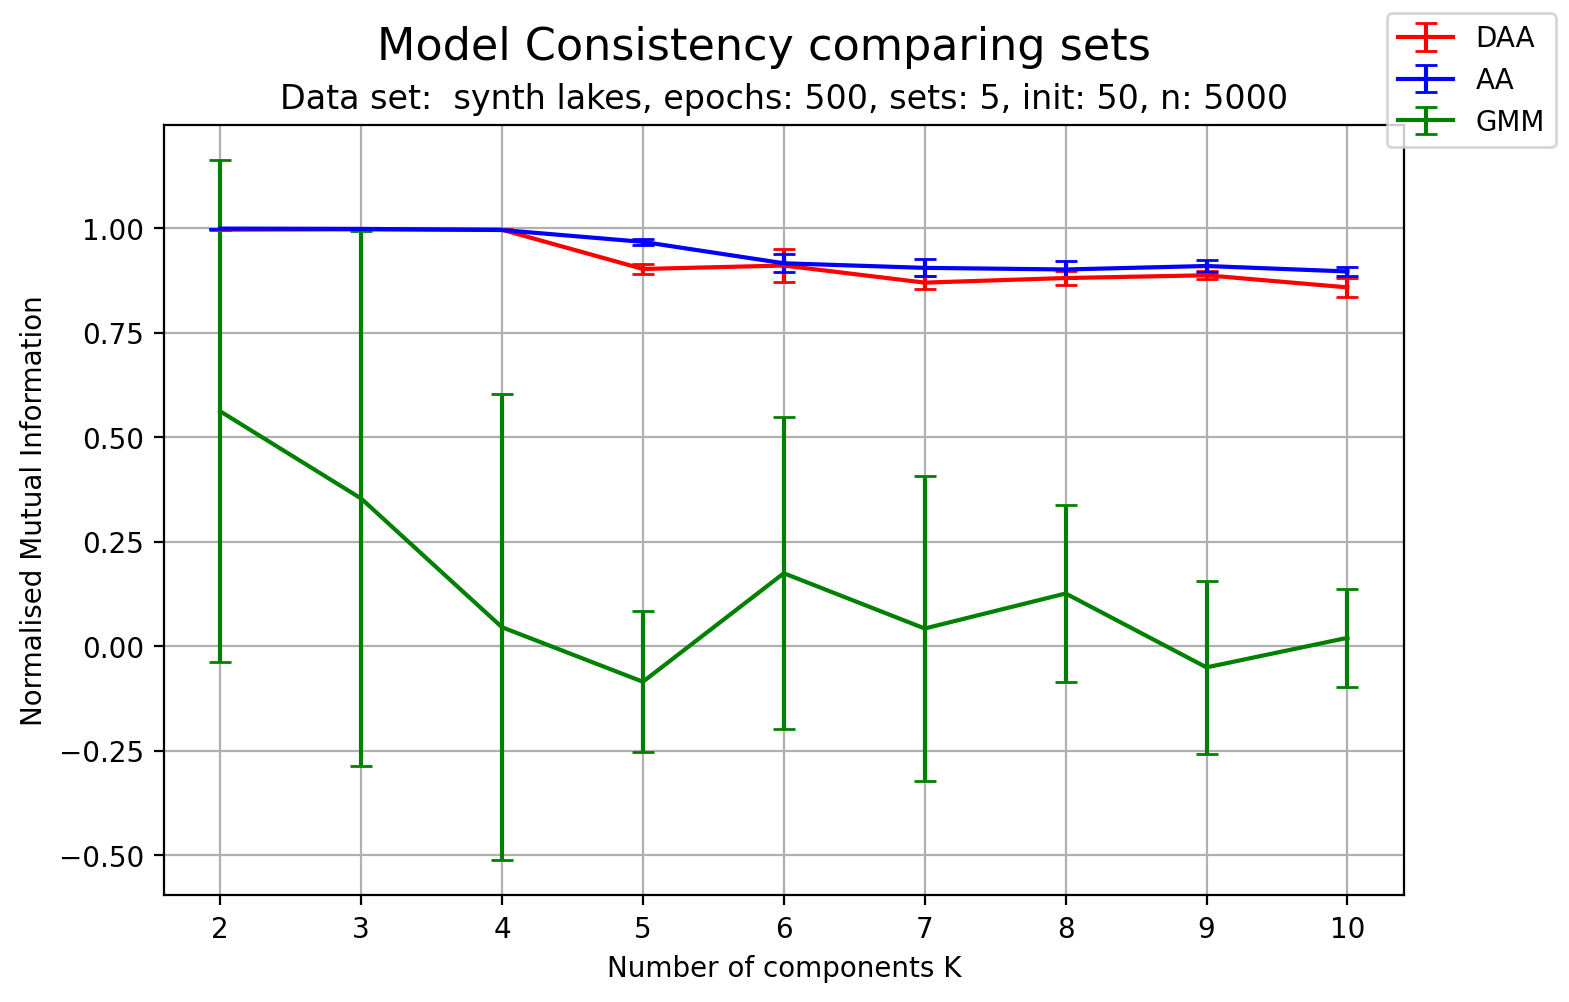 Model Consistency comparing sets
Data set:  synth lakes, epochs: 500, sets: 5, init: 50, n: 5000
DAA
AA
GMM
Normalised Mutual Information
1.00
0.75
0.50
0.25
0.00
−0.25
−0.50
2 3 4 5 6 7 8 9 10
Number of components K